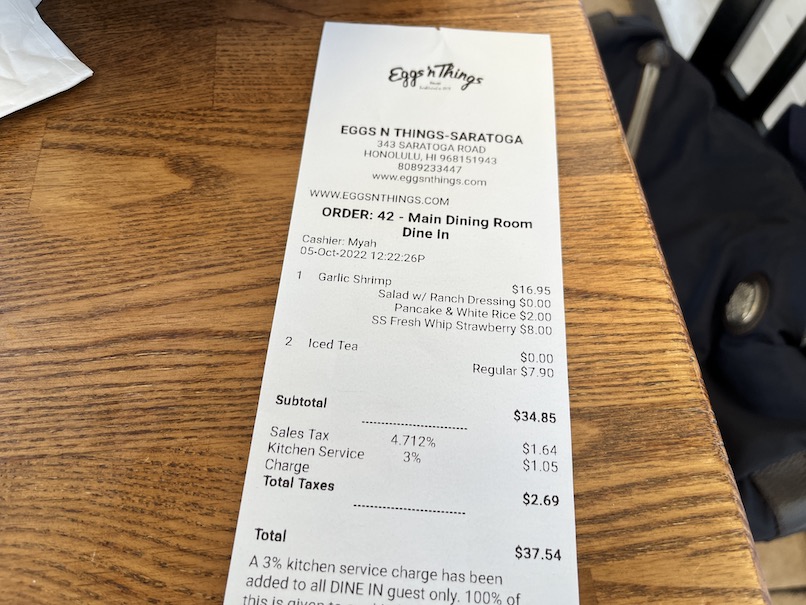 Eggs 'n Things
EGGS N THINGS-SARATOGA
343 SARATOGA ROAD
HONOLULU, HI 968151943
8089233447
www.eggsnthings.com
WWW.EGGSNTHINGS.COM
ORDER: 42 - Main Dining Room
Dine In
Cashier: Myah
05-Oct-2022 12:22:26P
1 Garlic Shrimp $16.95
Salad w/ Ranch Dressing $0.00
Pancake & White Rice $2.00
SS Fresh Whip Strawberry $8.00
2 Iced Tea $0.00
Regular $7.90
Subtotal $34.85
Sales Tax 4.712% $1.64
Kitchen Service 3% $1.05
Charge
Total Taxes $2.69
Total $37.54
A 3% kitchen service charge has been
added to all DINE IN guest only. 100% of
this is given to